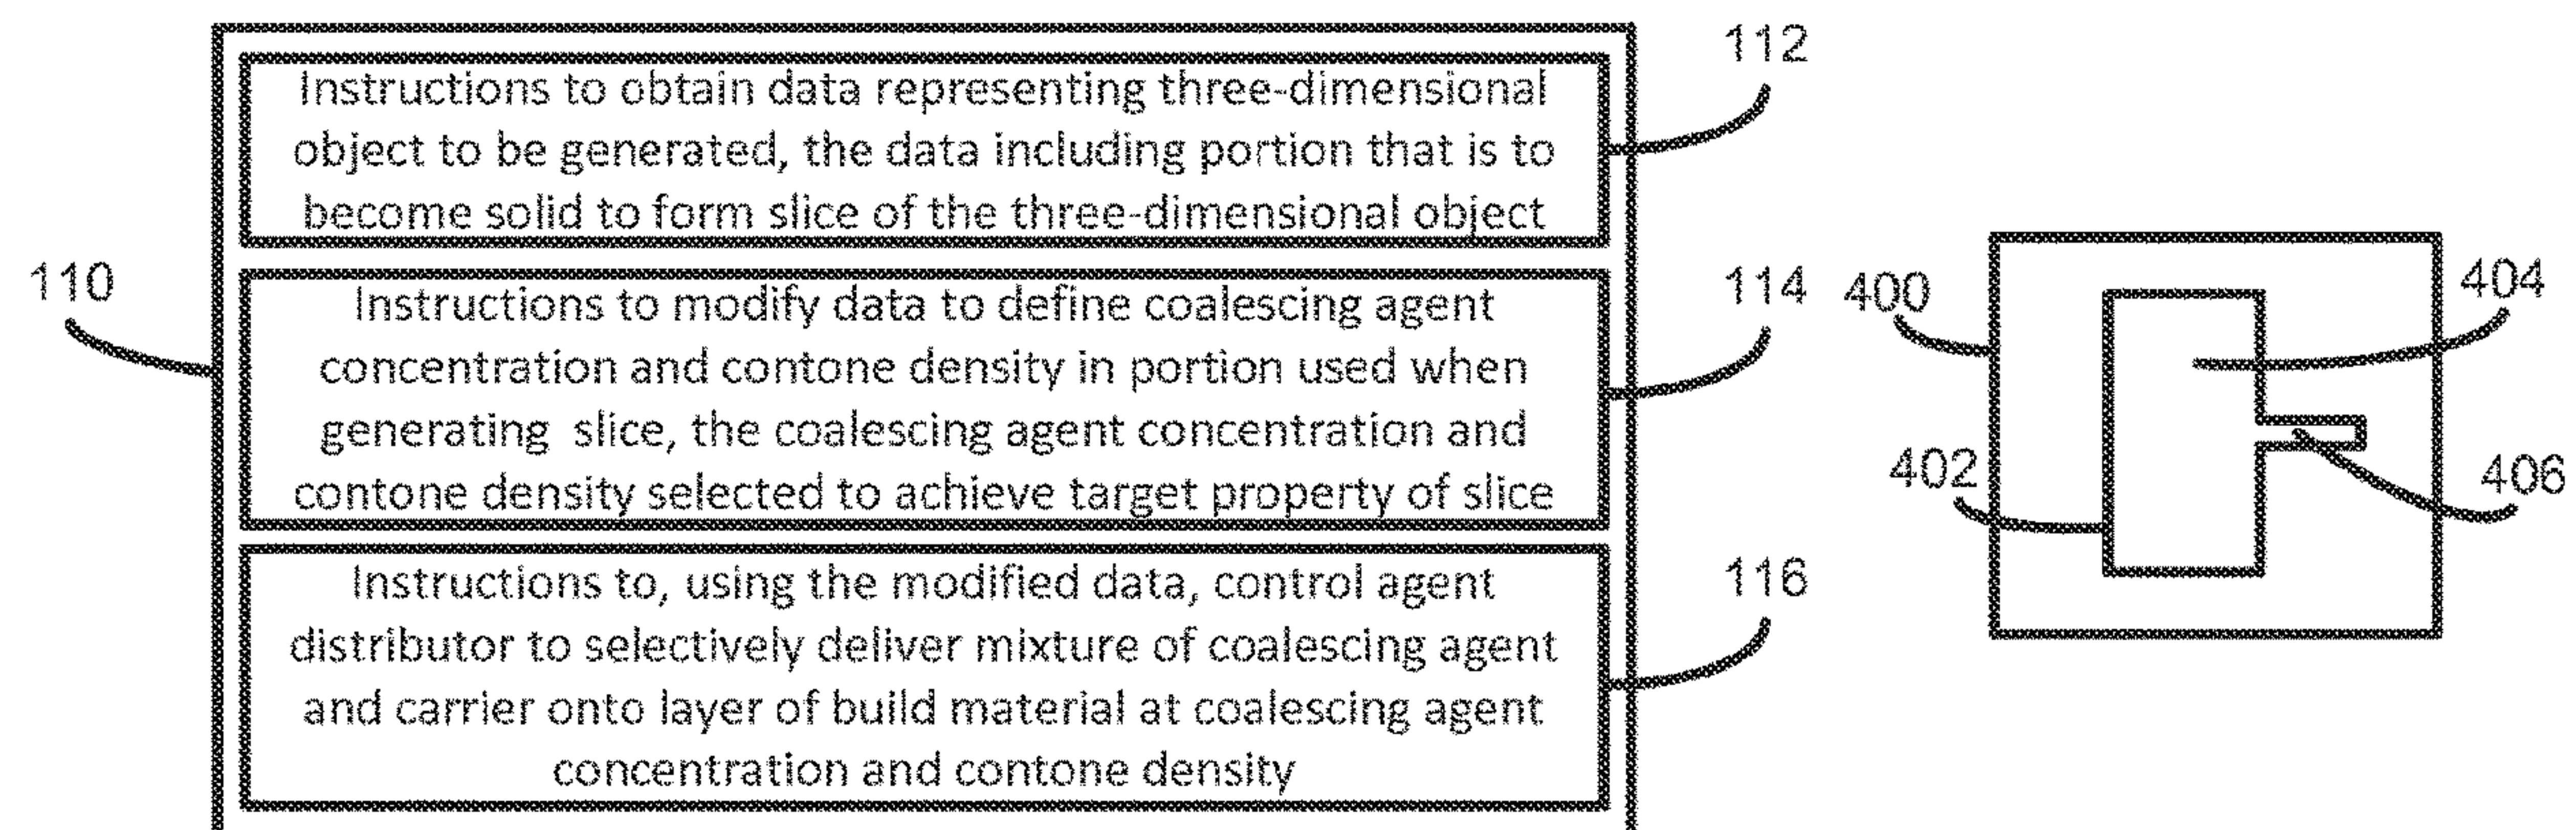 112
Instructions to obtain data representing three-dimensional
object to be generated, the data including portion that is to
become solid to form slice of the three-dimensional object
110
114
Instructions to modify data to define coalescing agent
concentration and contone density in portion used when
generating slice, the coalescing agent concentration and
contone density selected to achieve target property of slice
116
Instructions to, using the modified data, control agent
distributor to selectively deliver mixture of coalescing agent
and carrier onto layer of build material at coalescing agent
concentration and contone density
400
404
402
406